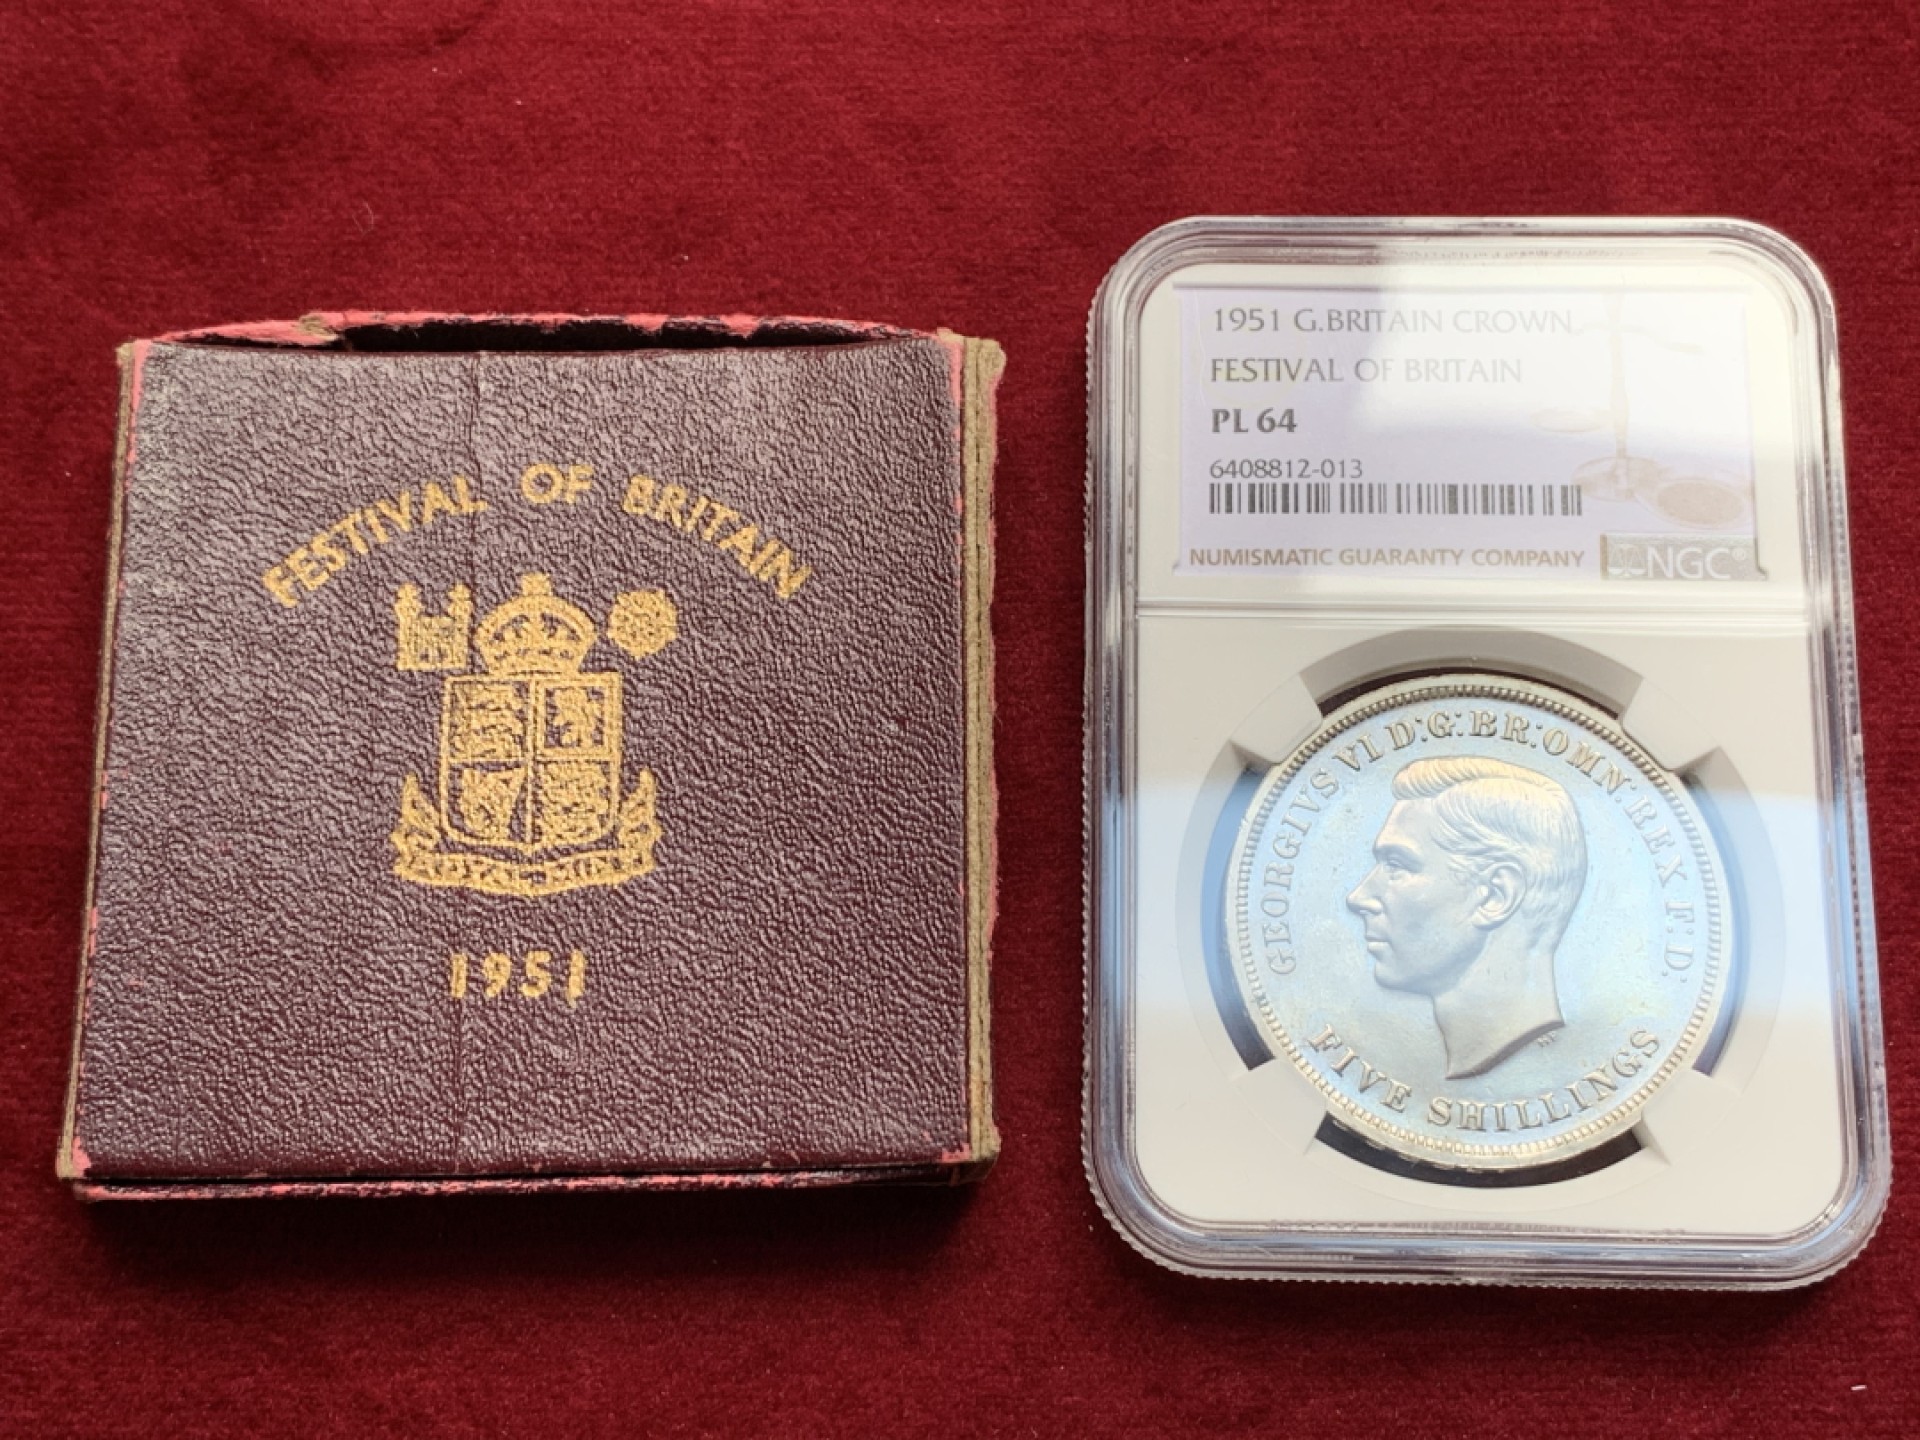 FESTIVAL OF BRITAIN
ROYAL-MINT
1951
1951 G.BRITAIN CROWN
FESTIVAL OF BRITAIN
PL 64
6408812-013
NUMISMATIC GUARANTY COMPANY
NGC®
GEORGIVS VI D:G:BR:OMN:REX F:D:
FIVE SHILLINGS